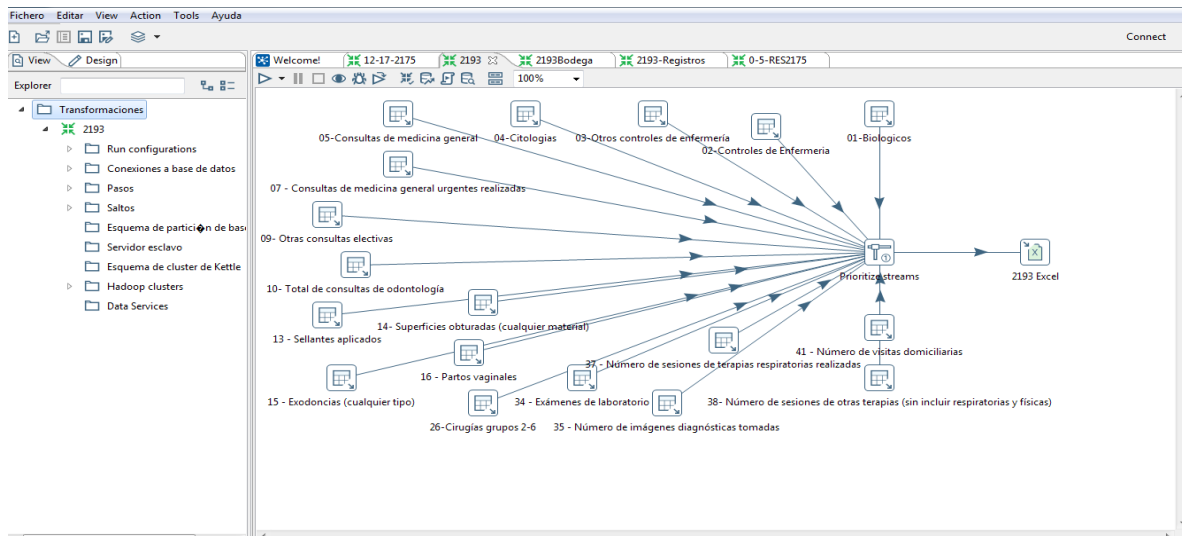 Fichero Editar View Action Tools Ayuda
Connect
View Design
Welcome! 12-17-2175 2193 2193Bodega 2193-Registros 0-5-RES2175
Explorer
100%
Transformaciones
2193
Run configurations
Conexiones a base de datos
Pasos
Saltos
Esquema de partici�n de bas
Servidor esclavo
Esquema de cluster de Kettle
Hadoop clusters
Data Services
05-Consultas de medicina general
04-Citologias
03-Otros controles de enfermería
02-Controles de Enfermeria
01-Biologicos
07 - Consultas de medicina general urgentes realizadas
09- Otras consultas electivas
10- Total de consultas de odontología
Prioritize streams
2193 Excel
14- Superficies obturadas (cualquier material)
13 - Sellantes aplicados
41 - Número de visitas domiciliarias
37 - Número de sesiones de terapias respiratorias realizadas
16 - Partos vaginales
15 - Exodoncias (cualquier tipo)
34 - Exámenes de laboratorio
38- Número de sesiones de otras terapias (sin incluir respiratorias y físicas)
26-Cirugías grupos 2-6
35 - Número de imágenes diagnósticas tomadas